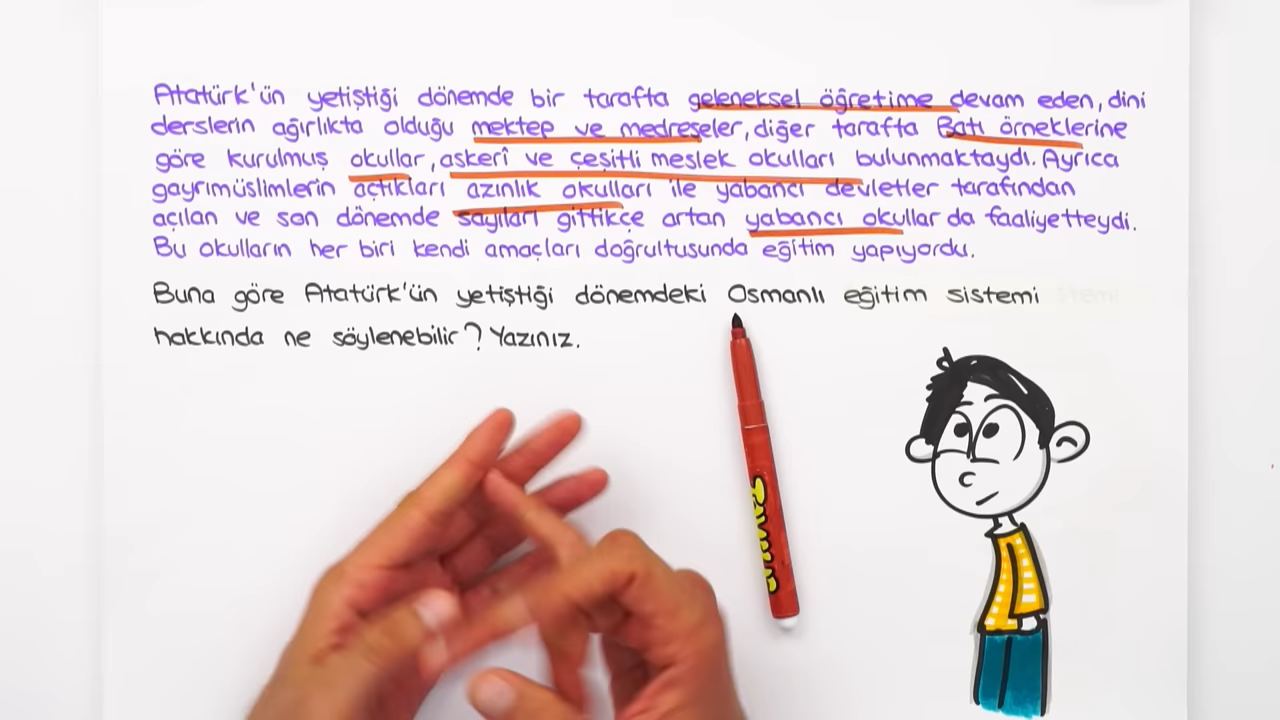 Atatürk'ün yetiştiği dönemde bir tarafta geleneksel öğretime devam eden, dini
derslerin ağırlıkta olduğu mektep ve medreseler, diğer tarafta Batı örneklerine
göre kurulmuş okullar, askerî ve çeşitli meslek okulları bulunmaktaydı. Ayrıca
gayrimüslimlerin açtıkları azınlık okulları ile yabancı devletler tarafından
açılan ve son dönemde sayıları gittikçe artan yabancı okullar da faaliyetteydi.
Bu okulların her biri kendi amaçları doğrultusunda eğitim yapıyordu.
Buna göre Atatürk'ün yetiştiği dönemdeki Osmanlı eğitim sistemi
hakkında ne söylenebilir? Yazınız.